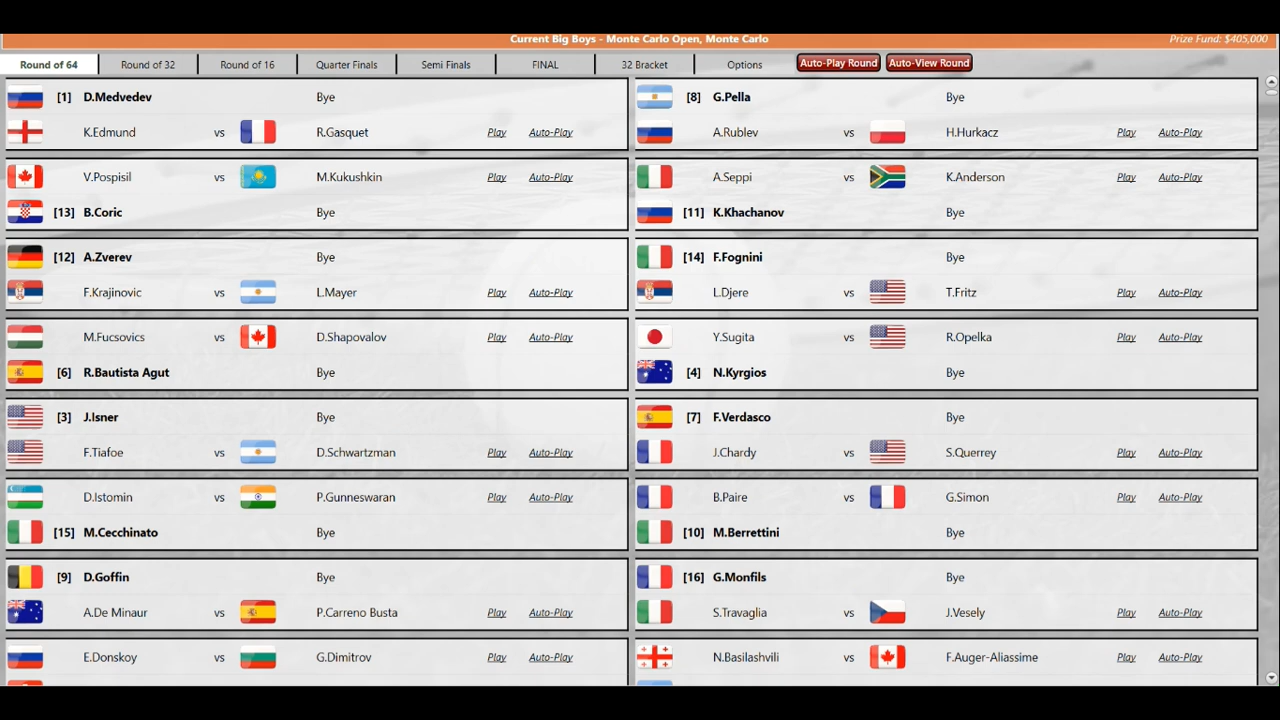 Current Big Boys - Monte Carlo Open, Monte Carlo
Prize Fund: $405,000
Round of 64 Round of 32 Round of 16 Quarter Finals Semi Finals FINAL 32 Bracket Options Auto-Play Round Auto-View Round
[1] D.Medvedev Bye
K.Edmund vs R.Gasquet Play Auto-Play
V.Pospisil vs M.Kukushkin Play Auto-Play
[13] B.Coric Bye
[12] A.Zverev Bye
F.Krajinovic vs L.Mayer Play Auto-Play
M.Fucsovics vs D.Shapovalov Play Auto-Play
[6] R.Bautista Agut Bye
[3] J.Isner Bye
F.Tiafoe vs D.Schwartzman Play Auto-Play
D.Istomin vs P.Gunneswaran Play Auto-Play
[15] M.Cecchinato Bye
[9] D.Goffin Bye
A.De Minaur vs P.Carreno Busta Play Auto-Play
E.Donskoy vs G.Dimitrov Play Auto-Play
[8] G.Pella Bye
A.Rublev vs H.Hurkacz Play Auto-Play
A.Seppi vs K.Anderson Play Auto-Play
[11] K.Khachanov Bye
[14] F.Fognini Bye
L.Djere vs T.Fritz Play Auto-Play
Y.Sugita vs R.Opelka Play Auto-Play
[4] N.Kyrgios Bye
[7] F.Verdasco Bye
J.Chardy vs S.Querrey Play Auto-Play
B.Paire vs G.Simon Play Auto-Play
[10] M.Berrettini Bye
[16] G.Monfils Bye
S.Travaglia vs J.Vesely Play Auto-Play
N.Basilashvili vs F.Auger-Aliassime Play Auto-Play